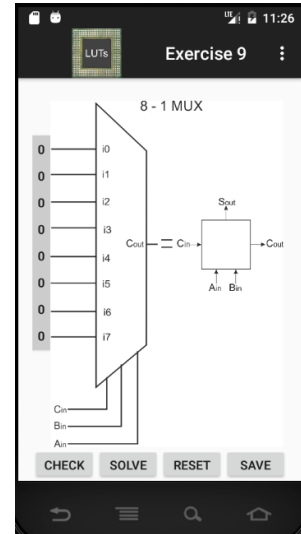 LTE 11:26
LUTs Exercise 9
8 - 1 MUX
0 i0
0 i1
0 i2
0 i3
0 i4
0 i5
0 i6
0 i7
Cout = Cin
Sout
Cout
Ain Bin
Cin
Bin
Ain
CHECK SOLVE RESET SAVE